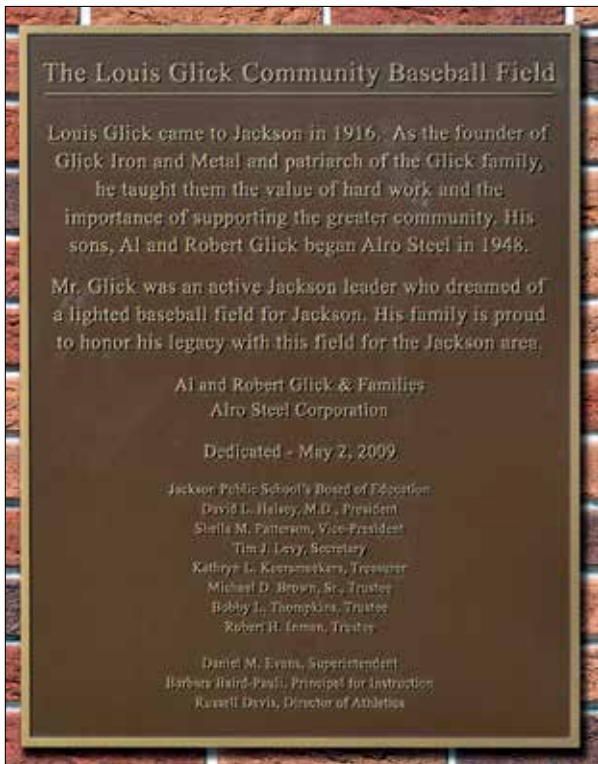 The Louis Glick Community Baseball Field
Louis Glick came to Jackson in 1916. As the founder of
Glick Iron and Metal and patriarch of the Glick family,
he taught them the value of hard work and the
importance of supporting the greater community. His
sons, Al and Robert Glick began Alro Steel in 1948.
Mr. Glick was an active Jackson leader who dreamed of
a lighted baseball field for Jackson. His family is proud
to honor his legacy with this field for the Jackson area.
Al and Robert Glick & Families
Alro Steel Corporation
Dedicated - May 2, 2009
Jackson Public School's Board of Education
David L. Halsey, M.D., President
Sheila M. Patterson, Vice-President
Tim J. Levy, Secretary
Kathryn L. Treasurer
Michael D. Brown, Sr., Trustee
Bobby L. Thompkins, Trustee
Robert H. Inman, Trustee
Daniel M. Evans, Superintendent
Barbara Baird-Pauli, Principal for Instruction
Russell Davis, Director of Athletics